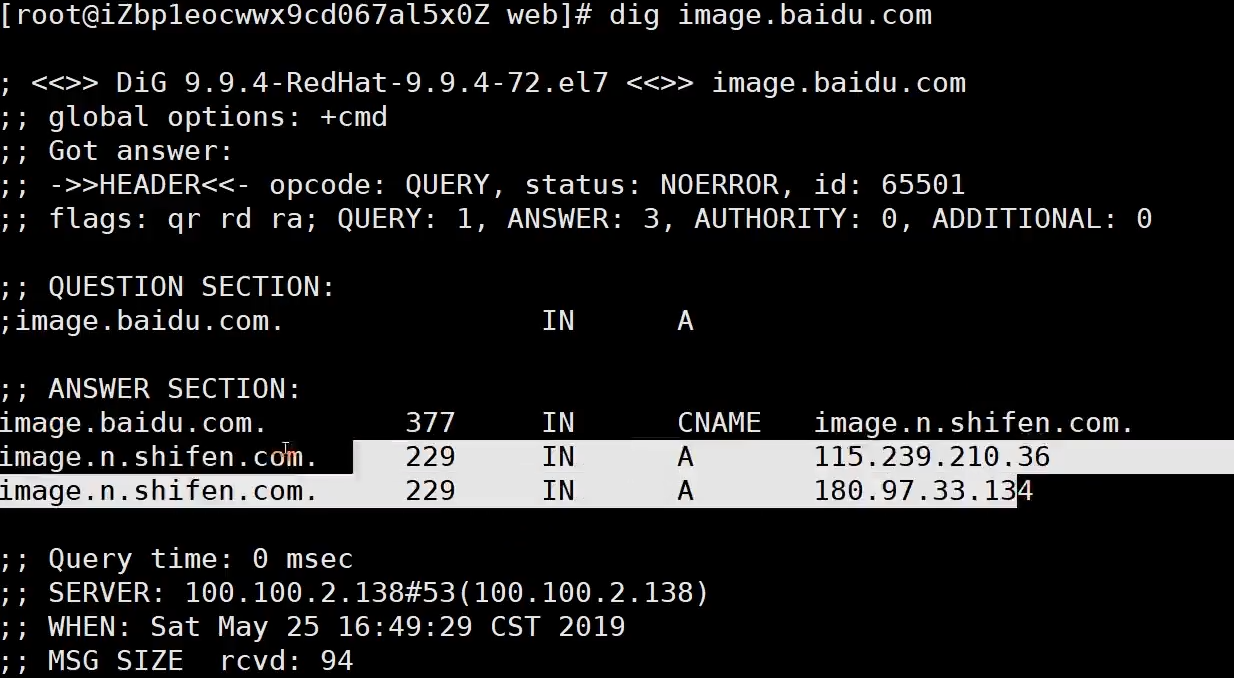 [root@iZbp1eocwwx9cd067al5x0Z web]# dig image.baidu.com
; <<>> DiG 9.9.4-RedHat-9.9.4-72.el7 <<>> image.baidu.com
;; global options: +cmd
;; Got answer:
;; ->>HEADER<<- opcode: QUERY, status: NOERROR, id: 65501
;; flags: qr rd ra; QUERY: 1, ANSWER: 3, AUTHORITY: 0, ADDITIONAL: 0
;; QUESTION SECTION:
;image.baidu.com. IN A
;; ANSWER SECTION:
image.baidu.com. 377 IN CNAME image.n.shifen.com.
image.n.shifen.com. 229 IN A 115.239.210.36
image.n.shifen.com. 229 IN A 180.97.33.134
;; Query time: 0 msec
;; SERVER: 100.100.2.138#53(100.100.2.138)
;; WHEN: Sat May 25 16:49:29 CST 2019
;; MSG SIZE rcvd: 94